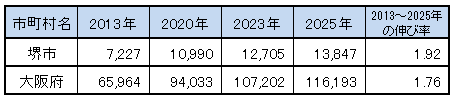 市町村名 2013年 2020年 2023年 2025年 2013～2025年
の伸び率
堺市 7,227 10,990 12,705 13,847 1.92
大阪府 65,964 94,033 107,202 116,193 1.76